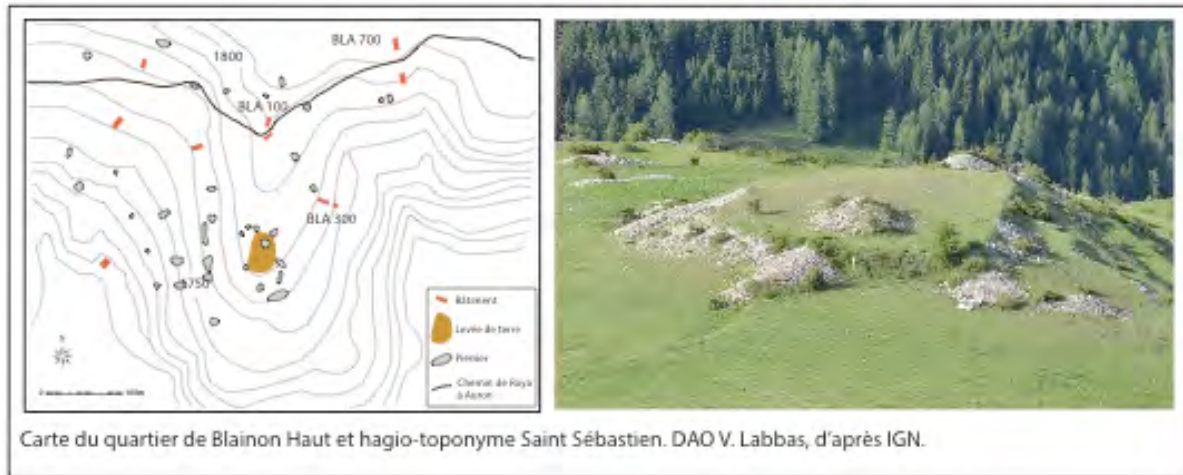 BLA 700
1800
BLA 100
BLA 300
1750
Bâtiment
Levée de terre
Pierrier
Chemin de Roya
à Auron
Carte du quartier de Blainon Haut et hagio-toponyme Saint Sébastien. DAO V. Labbas, d'après IGN.